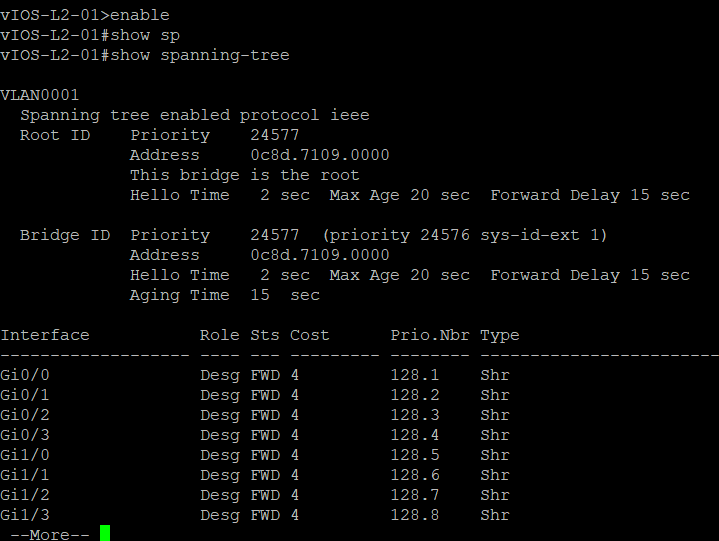 vIOS-L2-01>enable
vIOS-L2-01#show sp
vIOS-L2-01#show spanning-tree

VLAN0001
  Spanning tree enabled protocol ieee
  Root ID    Priority    24577
             Address     0c8d.7109.0000
             This bridge is the root
             Hello Time   2 sec  Max Age 20 sec  Forward Delay 15 sec

  Bridge ID  Priority    24577  (priority 24576 sys-id-ext 1)
             Address     0c8d.7109.0000
             Hello Time   2 sec  Max Age 20 sec  Forward Delay 15 sec
             Aging Time  15  sec

Interface           Role Sts Cost      Prio.Nbr Type
------------------- ---- --- --------- -------- ------------------------
Gi0/0               Desg FWD 4         128.1    Shr
Gi0/1               Desg FWD 4         128.2    Shr
Gi0/2               Desg FWD 4         128.3    Shr
Gi0/3               Desg FWD 4         128.4    Shr
Gi1/0               Desg FWD 4         128.5    Shr
Gi1/1               Desg FWD 4         128.6    Shr
Gi1/2               Desg FWD 4         128.7    Shr
Gi1/3               Desg FWD 4         128.8    Shr
 --More--